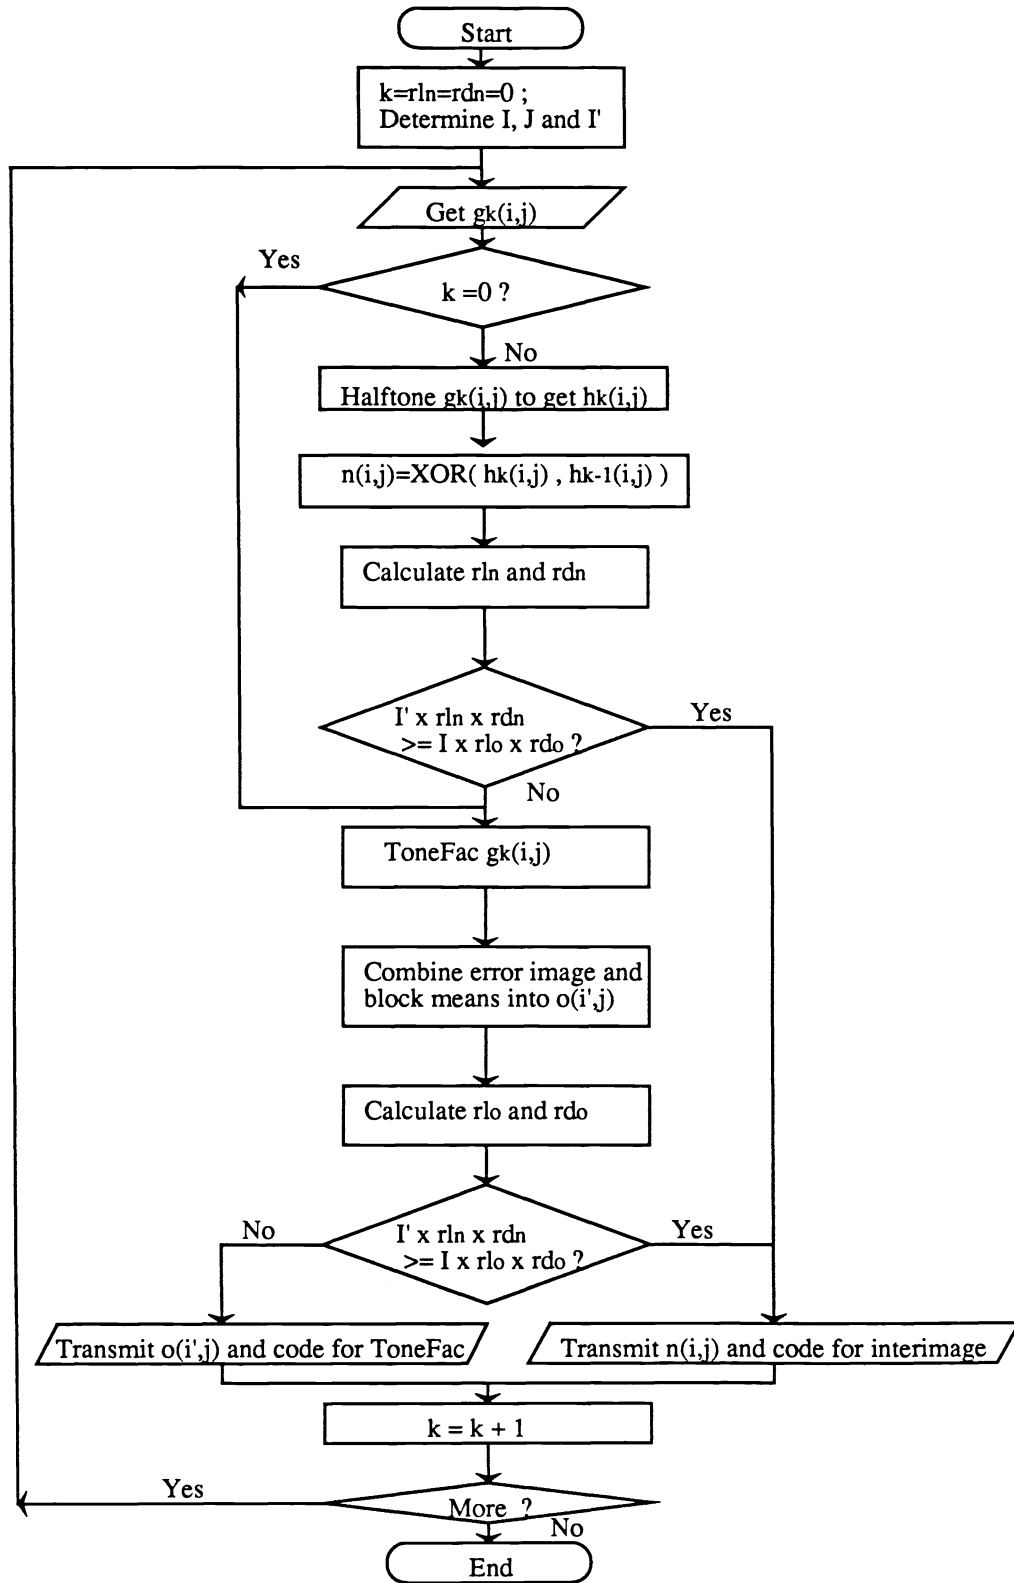 Start
k=rln=rdn=0 ;
Determine I, J and I'
Get gk(i,j)
Yes
k =0 ?
No
Halftone gk(i,j) to get hk(i,j)
n(i,j)=XOR( hk(i,j) , hk-1(i,j) )
Calculate rln and rdn
I' x rln x rdn
>= I x rlo x rdo ?
Yes
No
ToneFac gk(i,j)
Combine error image and
block means into o(i',j)
Calculate rlo and rdo
No
I' x rln x rdn
>= I x rlo x rdo ?
Yes
Transmit o(i',j) and code for ToneFac
Transmit n(i,j) and code for interimage
k = k + 1
Yes
More ?
No
End